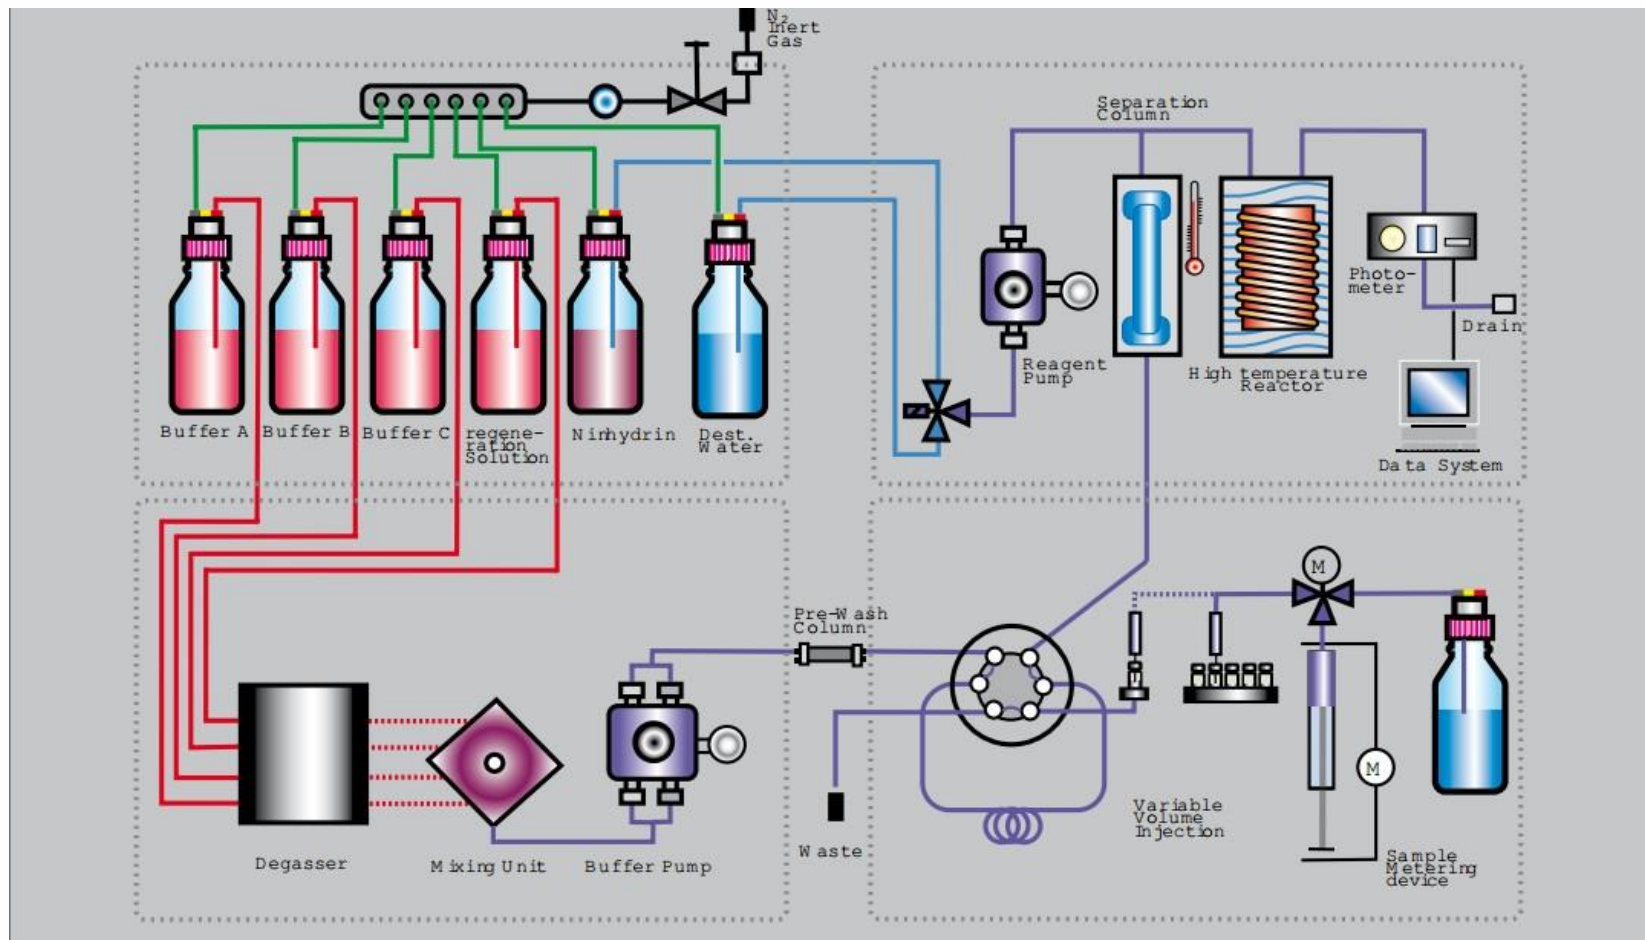 N2
Inert
Gas
Separation
Column
Photo-
meter
Drain
Reagent
Pump
High temperature
Reactor
Data System
Buffer A
Buffer B
Buffer C
regene-
ration
Solution
Ninhydrin
Dest.
Water
Pre-Wash
Column
M
M
Variable
Volume
Injection
Sample
Metering
device
Waste
Degasser
Mixing Unit
Buffer Pump